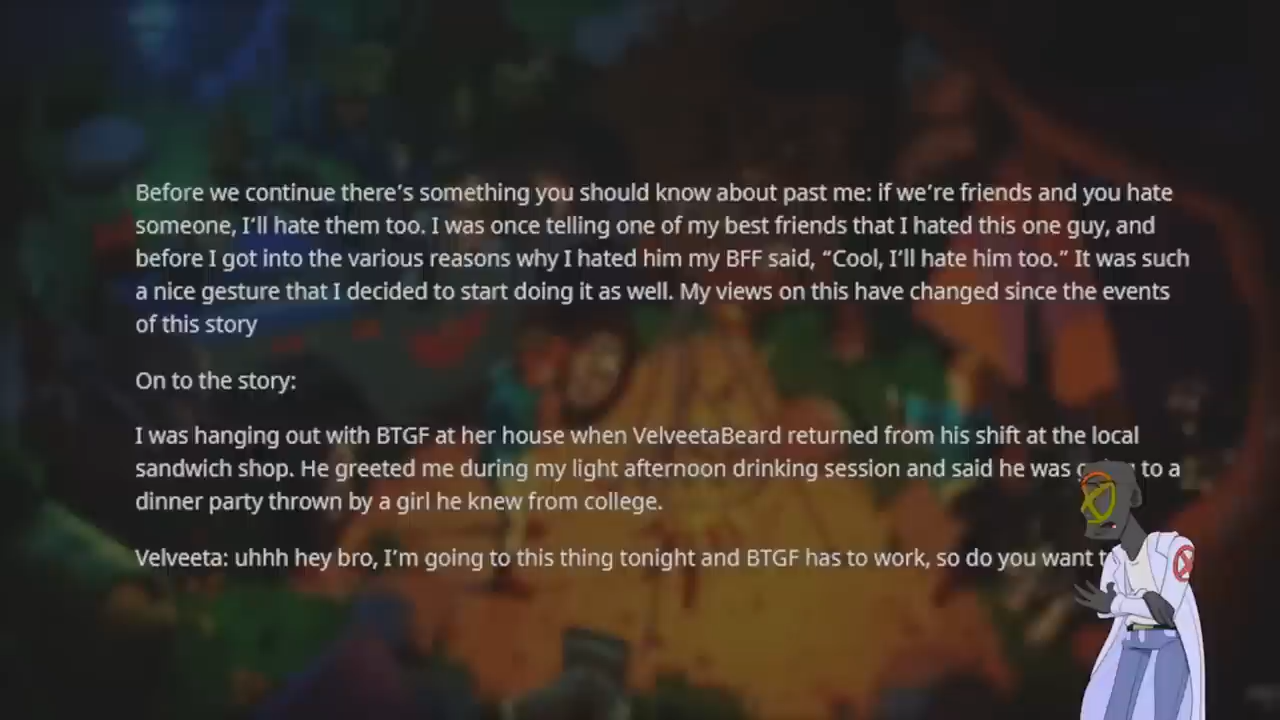 Before we continue there’s something you should know about past me: if we’re friends and you hate
someone, I’ll hate them too. I was once telling one of my best friends that I hated this one guy, and
before I got into the various reasons why I hated him my BFF said, “Cool, I’ll hate him too.” It was such
a nice gesture that I decided to start doing it as well. My views on this have changed since the events
of this story
On to the story:
I was hanging out with BTGF at her house when VelveetaBeard returned from his shift at the local
sandwich shop. He greeted me during my light afternoon drinking session and said he was to a
dinner party thrown by a girl he knew from college.
Velveeta: uhhh hey bro, I’m going to this thing tonight and BTGF has to work, so do you want